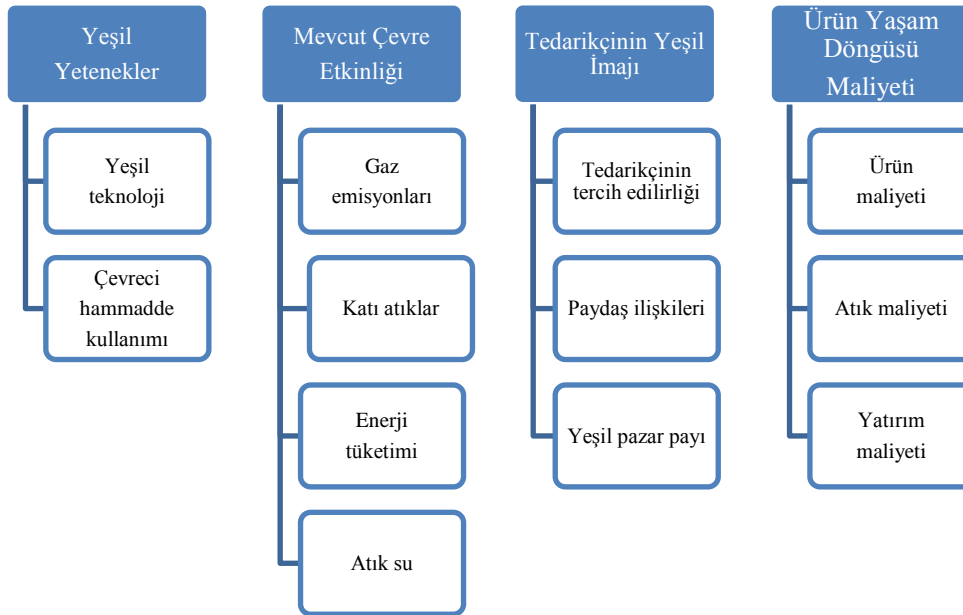 Yeşil
Yetenekler
Yeşil
teknoloji
Çevreci
hammadde
kullanımı
Mevcut Çevre
Etkinliği
Gaz
emisyonları
Katı atıklar
Enerji
tüketimi
Atık su
Tedarikçinin Yeşil
İmajı
Tedarikçinin
tercih edilirliği
Paydaş ilişkileri
Yeşil pazar payı
Ürün Yaşam
Döngüsü
Maliyeti
Ürün
maliyeti
Atık maliyeti
Yatırım
maliyeti